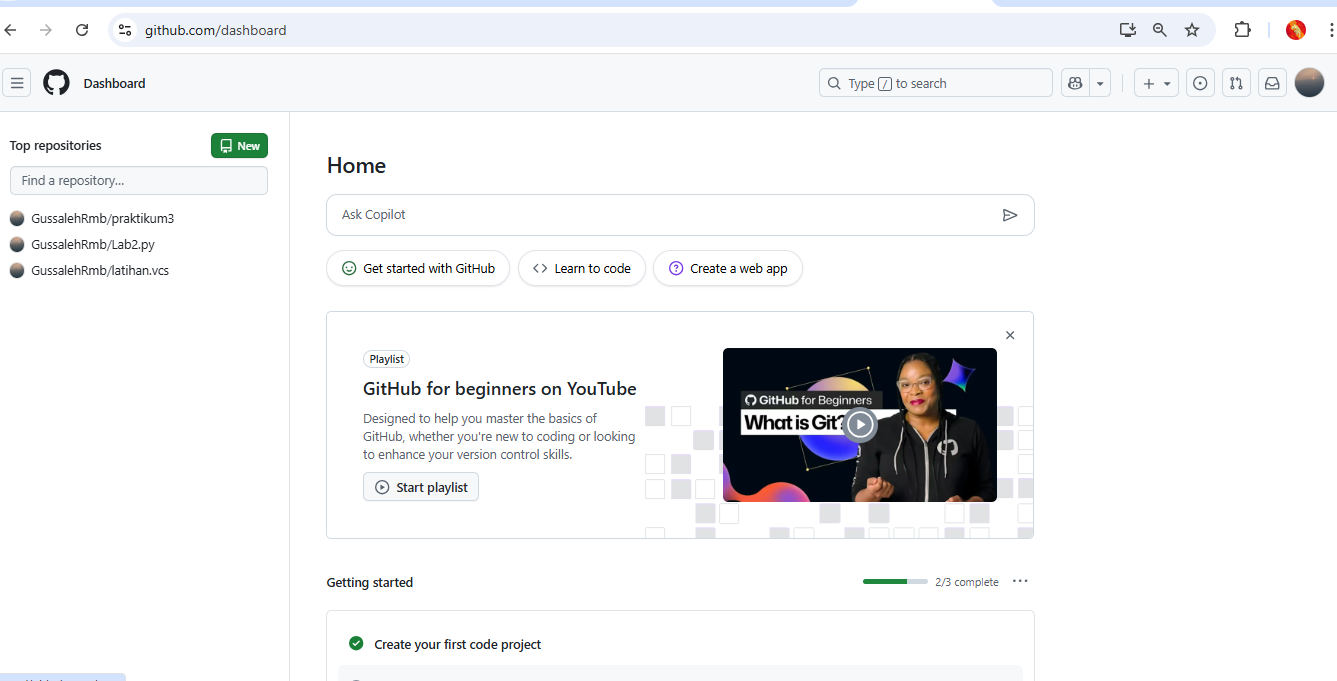 github.com/dashboard
Dashboard
Type / to search
Top repositories
New
Find a repository...
GussalehRmb/praktikum3
GussalehRmb/Lab2.py
GussalehRmb/latihan.vcs
Home
Ask Copilot
Get started with GitHub
Learn to code
Create a web app
Playlist
GitHub for beginners on YouTube
Designed to help you master the basics of
GitHub, whether you're new to coding or looking
to enhance your version control skills.
Start playlist
GitHub for Beginners
What is Git?
Getting started
2/3 complete
Create your first code project